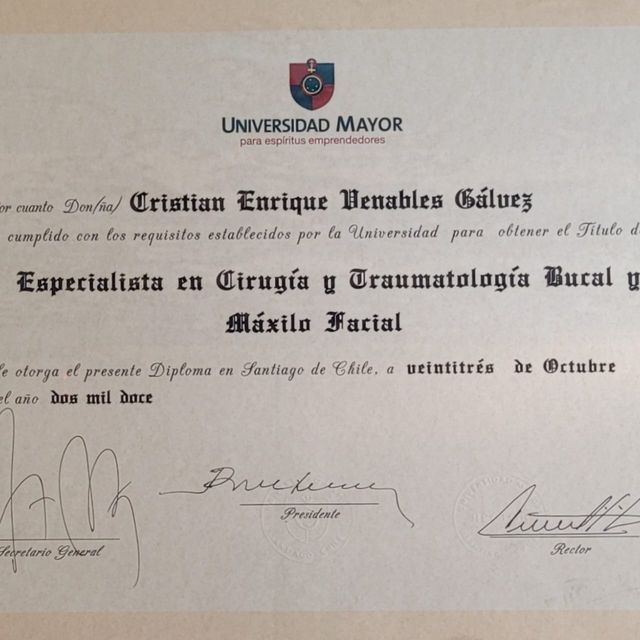 UNIVERSIDAD MAYOR
para espíritus emprendedores
or cuanto Don/ña/ Cristian Enrique Venables Gálvez
cumplido con los requisitos establecidos por la Universidad para obtener el Título de
Especialista en Cirugía y Traumatología Bucal y
Máxilo Facial
e otorga el presente Diploma en Santiago de Chile, a veintitrés de Octubre
el año dos mil doce
Secretario General
Presidente
Rector